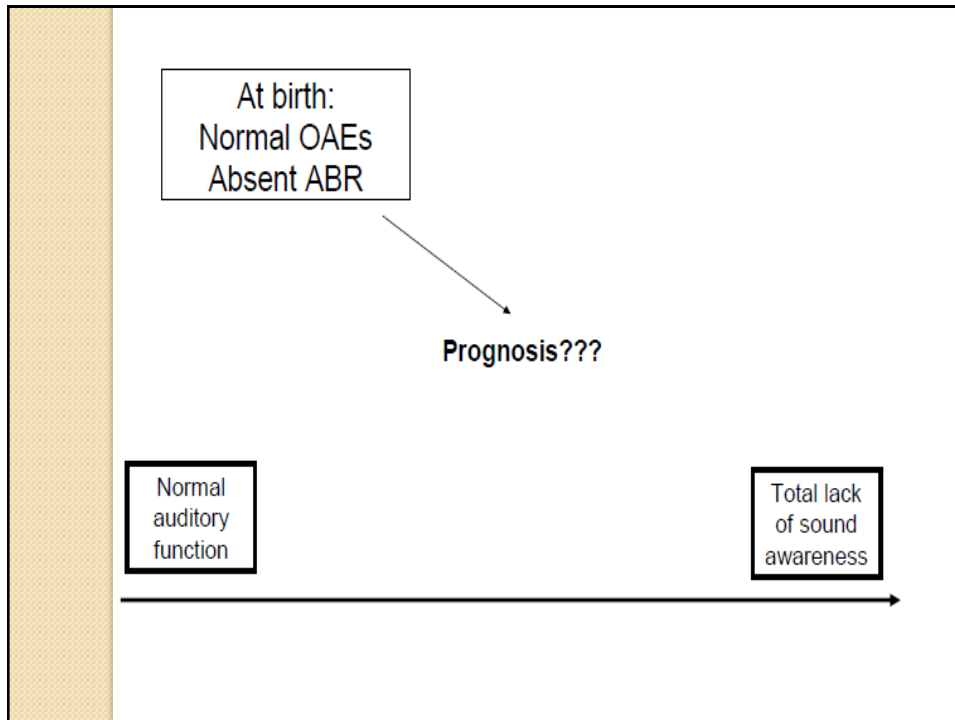 At birth:
Normal OAEs
Absent ABR
Prognosis???
Normal
auditory
function
Total lack
of sound
awareness